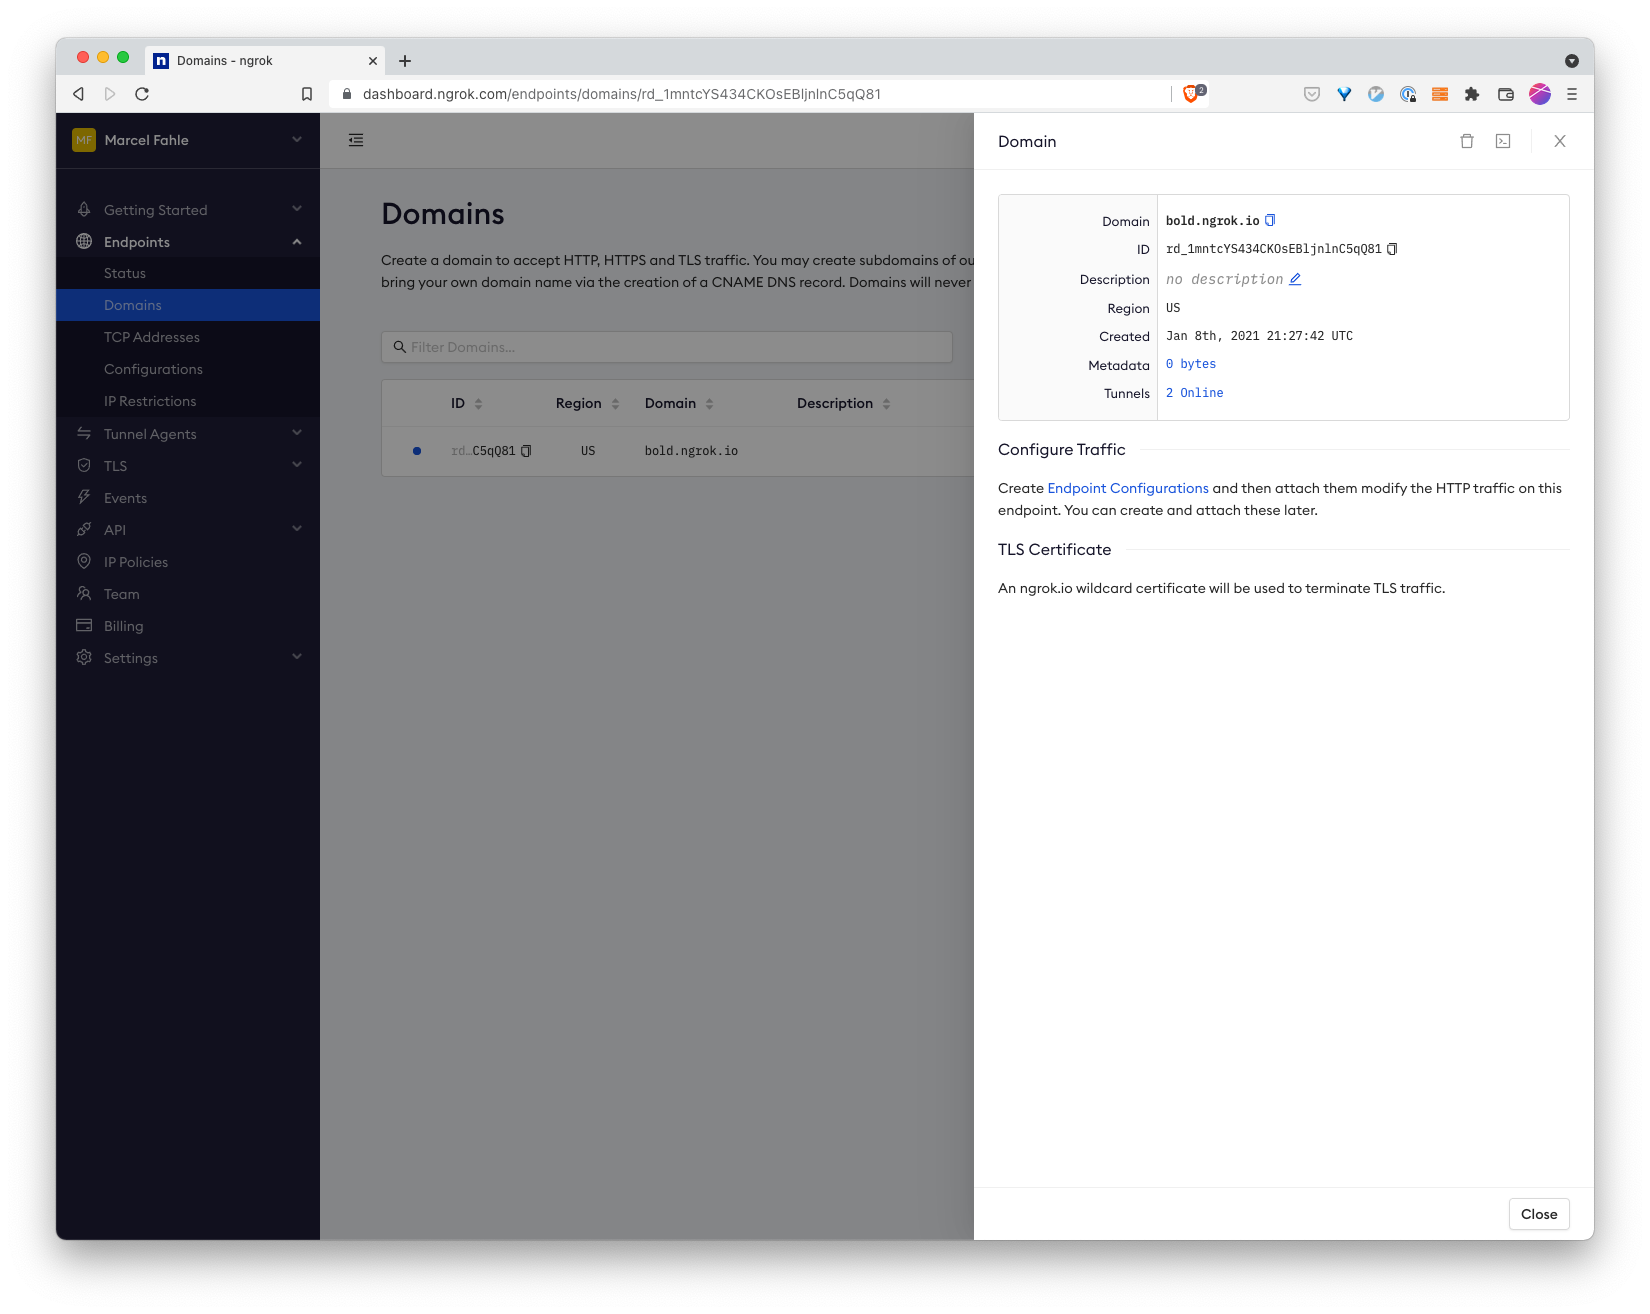 Domains - ngrok
dashboard.ngrok.com/endpoints/domains/rd_1mntcYS434CKOsEBljnlnC5qQ81
2
MF Marcel Fahle
Getting Started
Endpoints
Status
Domains
TCP Addresses
Configurations
IP Restrictions
Tunnel Agents
TLS
Events
API
IP Policies
Team
Billing
Settings
Domains
Create a domain to accept HTTP, HTTPS and TLS traffic. You may create subdomains of ou
bring your own domain name via the creation of a CNAME DNS record. Domains will never
Filter Domains...
ID Region Domain Description
rd_…C5qQ81 US bold.ngrok.io
Domain
Domain bold.ngrok.io
ID rd_1mntcYS434CKOsEBljnlnC5qQ81
Description no description
Region US
Created Jan 8th, 2021 21:27:42 UTC
Metadata 0 bytes
Tunnels 2 Online
Configure Traffic
Create Endpoint Configurations and then attach them modify the HTTP traffic on this
endpoint. You can create and attach these later.
TLS Certificate
An ngrok.io wildcard certificate will be used to terminate TLS traffic.
Close